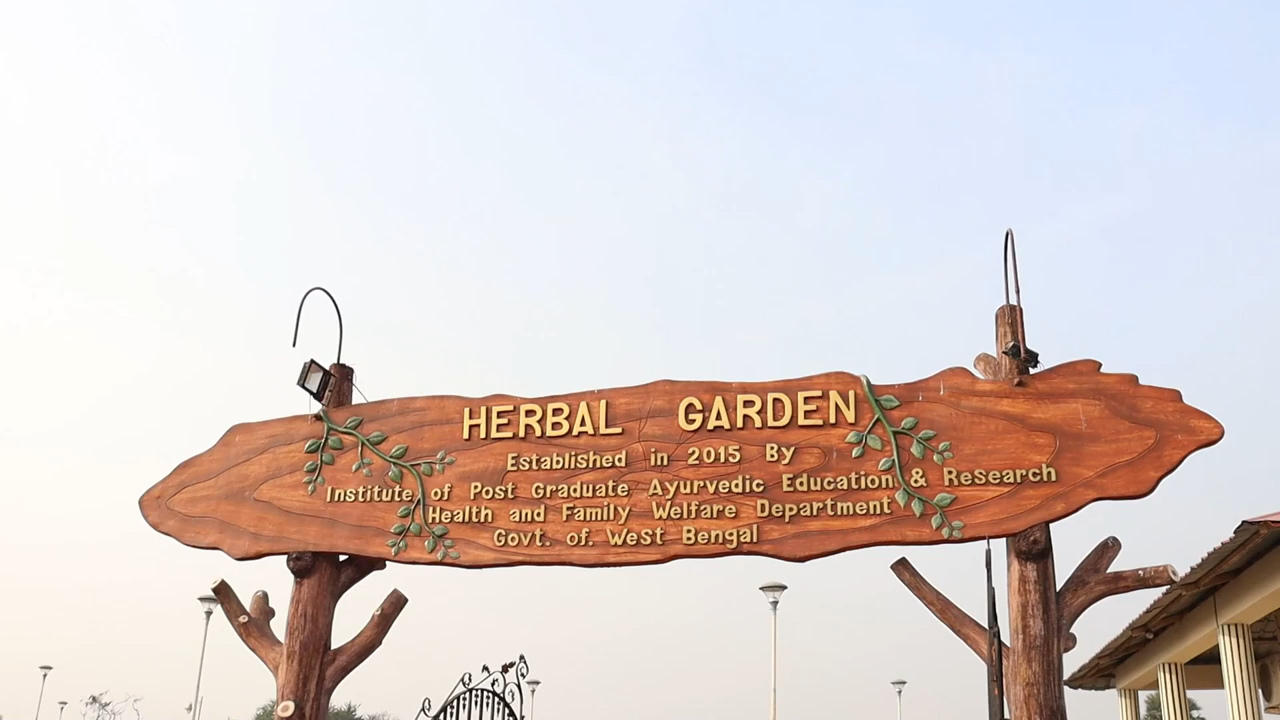 HERBAL GARDEN
Established in 2015 By
Institute of Post Graduate Ayurvedic Education & Research
Health and Family Welfare Department
Govt. of. West Bengal